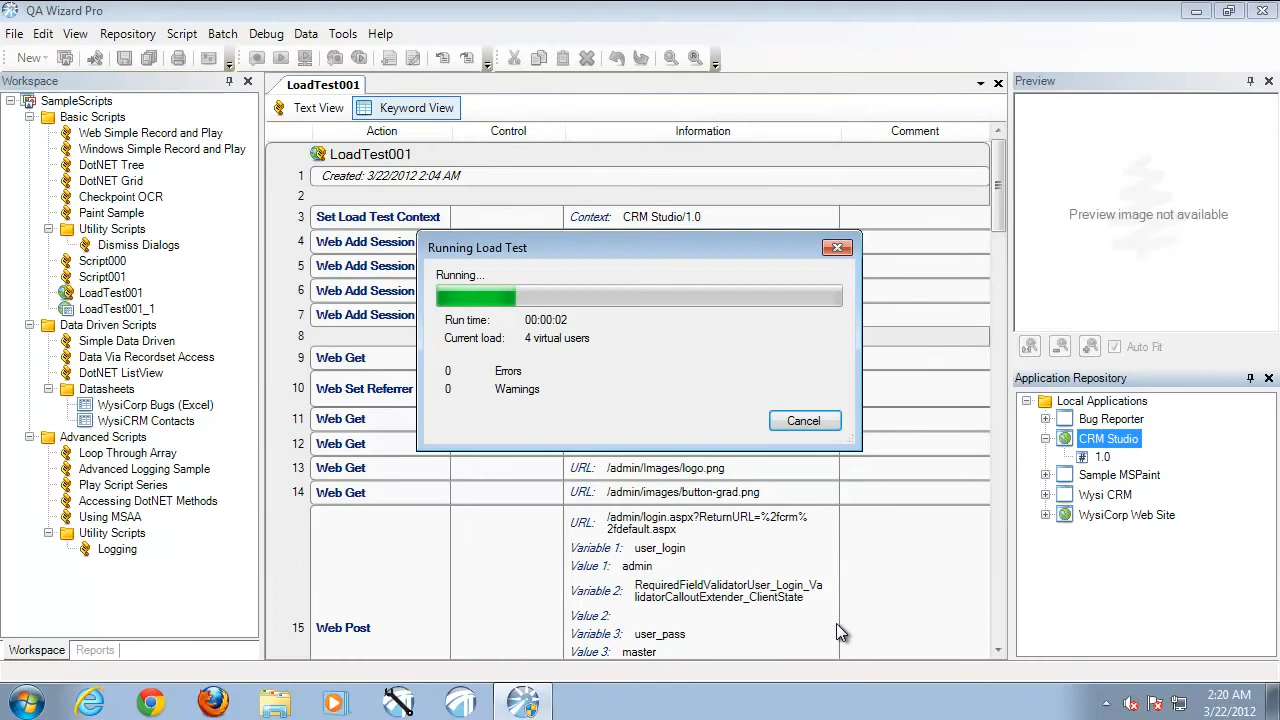 QA Wizard Pro
File Edit View Repository Script Batch Debug Data Tools Help
New
Workspace
SampleScripts
Basic Scripts
Web Simple Record and Play
Windows Simple Record and Play
DotNET Tree
DotNET Grid
Checkpoint OCR
Paint Sample
Utility Scripts
Dismiss Dialogs
Script000
Script001
LoadTest001
LoadTest001_1
Data Driven Scripts
Simple Data Driven
Data Via Recordset Access
DotNET ListView
Datasheets
WysiCorp Bugs (Excel)
WysiCRM Contacts
Advanced Scripts
Loop Through Array
Advanced Logging Sample
Play Script Series
Accessing DotNET Methods
Using MSAA
Utility Scripts
Logging
Workspace Reports
LoadTest001
Text View Keyword View
Action Control Information Comment
LoadTest001
1 Created: 3/22/2012 2:04 AM
2
3 Set Load Test Context Context: CRM Studio/1.0
4 Web Add Session
5 Web Add Session
6 Web Add Session
7 Web Add Session
8
9 Web Get
10 Web Set Referrer
11 Web Get
12 Web Get
13 Web Get URL: /admin/Images/logo.png
14 Web Get URL: /admin/images/button-grad.png
URL: /admin/login.aspx?ReturnURL=%2fcrm%
2fdefault.aspx
Variable 1: user_login
Value 1: admin
Variable 2: RequiredFieldValidatorUser_Login_Va
lidatorCalloutExtender_ClientState
Value 2:
15 Web Post Variable 3: user_pass
Value 3: master
Running Load Test
Running...
Run time: 00:00:02
Current load: 4 virtual users
0 Errors
0 Warnings
Cancel
Preview
Preview image not available
Auto Fit
Application Repository
Local Applications
Bug Reporter
CRM Studio
# 1.0
Sample MSPaint
Wysi CRM
WysiCorp Web Site
2:20 AM
3/22/2012